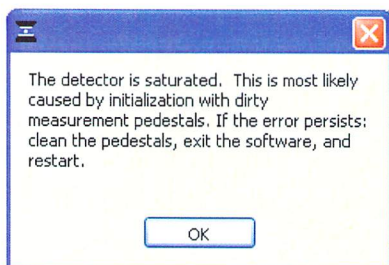 The detector is saturated. This is most likely
caused by initialization with dirty
measurement pedestals. If the error persists:
clean the pedestals, exit the software, and
restart.
OK